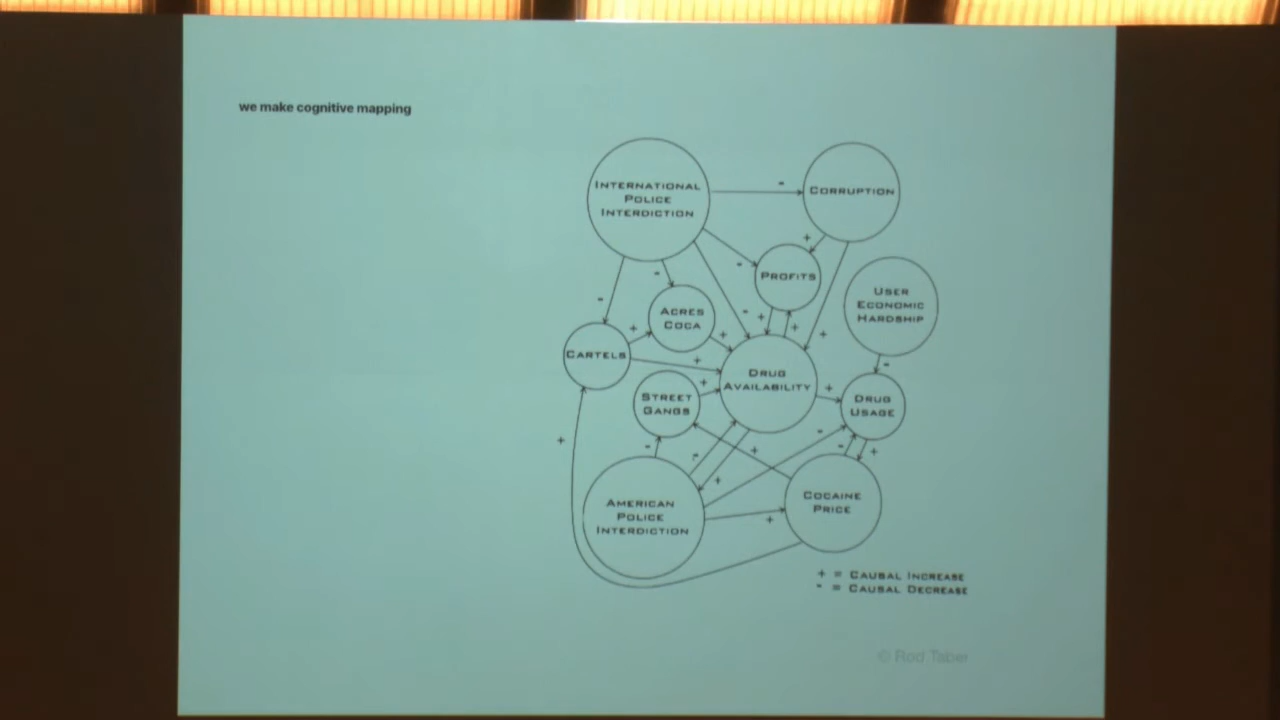 we make cognitive mapping
INTERNATIONAL
POLICE
INTERDICTION
-
CORRUPTION
+
-
PROFITS
USER
ECONOMIC
HARDSHIP
-
-
ACRES
COCA
-
+
+
+
+
+
CARTELS
+
-
DRUG
AVAILABILITY
+
+
DRUG
USAGE
STREET
GANGS
+
-
-
-
+
-
+
+
AMERICAN
POLICE
INTERDICTION
+
COCAINE
PRICE
+ = CAUSAL INCREASE
- = CAUSAL DECREASE
© Rod Taber